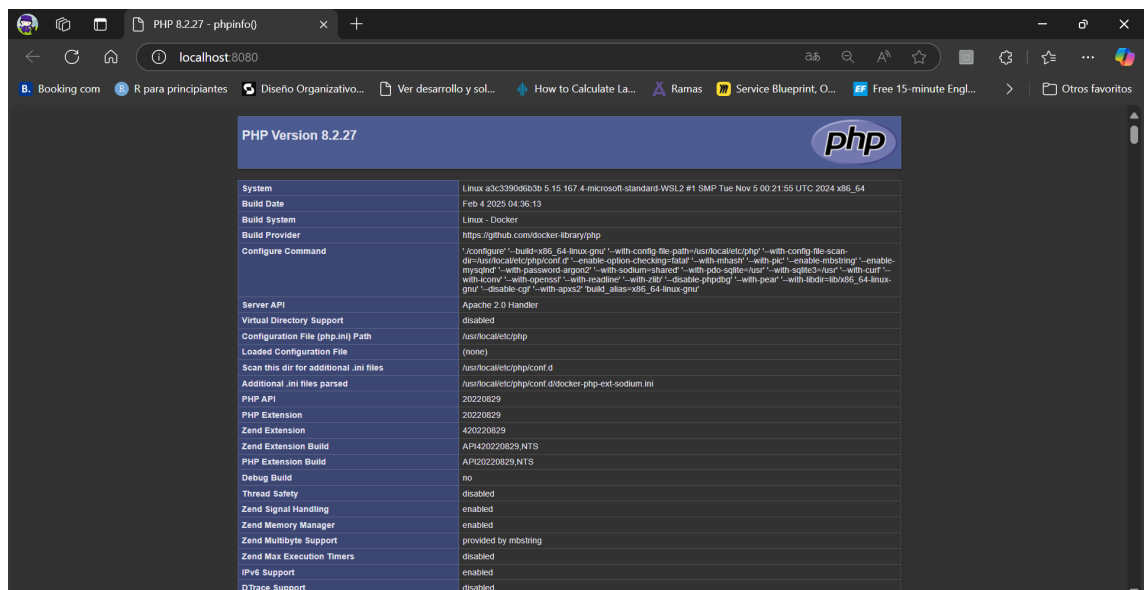 PHP 8.2.27 - phpinfo()
localhost:8080
Booking com
R para principiantes
Diseño Organizativo...
Ver desarrollo y sol...
How to Calculate La...
Ramas
Service Blueprint, O...
Free 15-minute Engl...
Otros favoritos
PHP Version 8.2.27
php
System Linux a3c3390d6b3b 5.15.167.4-microsoft-standard-WSL2 #1 SMP Tue Nov 5 00:21:55 UTC 2024 x86_64
Build Date Feb 4 2025 04:36:13
Build System Linux - Docker
Build Provider https://github.com/docker-library/php
Configure Command './configure' '--build=x86_64-linux-gnu' '--with-config-file-path=/usr/local/etc/php' '--with-config-file-scan-
dir=/usr/local/etc/php/conf.d' '--enable-option-checking=fatal' '--with-mhash' '--with-pic' '--enable-mbstring' '--enable-
mysqlnd' '--with-password-argon2' '--with-sodium=shared' '--with-pdo-sqlite=/usr' '--with-sqlite3=/usr' '--with-curl' '--
with-iconv' '--with-openssl' '--with-readline' '--with-zlib' '--disable-phpdbg' '--with-pear' '--with-libdir=lib/x86_64-linux-
gnu' '--disable-cgi' '--with-apxs2' 'build_alias=x86_64-linux-gnu'
Server API Apache 2.0 Handler
Virtual Directory Support disabled
Configuration File (php.ini) Path /usr/local/etc/php
Loaded Configuration File (none)
Scan this dir for additional .ini files /usr/local/etc/php/conf.d
Additional .ini files parsed /usr/local/etc/php/conf.d/docker-php-ext-sodium.ini
PHP API 20220829
PHP Extension 20220829
Zend Extension 420220829
Zend Extension Build API420220829,NTS
PHP Extension Build API20220829,NTS
Debug Build no
Thread Safety disabled
Zend Signal Handling enabled
Zend Memory Manager enabled
Zend Multibyte Support provided by mbstring
Zend Max Execution Timers disabled
IPv6 Support enabled
DTrace Support disabled